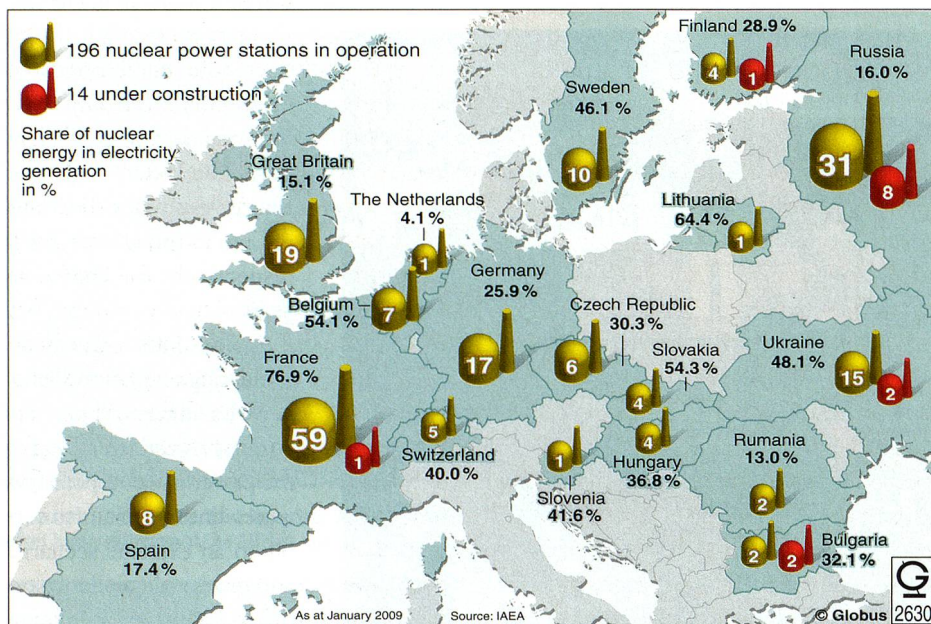 196 nuclear power stations in operation
14 under construction
Share of nuclear
energy in electricity
generation
in %
Finland 28.9 %
4
1
Russia
16.0 %
31
8
Sweden
46.1 %
10
Great Britain
15.1 %
19
The Netherlands
4.1 %
1
Lithuania
64.4 %
1
Belgium
54.1 %
7
Germany
25.9 %
17
Czech Republic
30.3 %
6
Slovakia
54.3 %
4
Ukraine
48.1 %
15
2
France
76.9 %
59
1
5
Switzerland
40.0 %
1
Slovenia
41.6 %
4
Hungary
36.8 %
Rumania
13.0 %
2
8
Spain
17.4 %
2
2
Bulgaria
32.1 %
As at January 2009
Source: IAEA
© Globus
G
2630